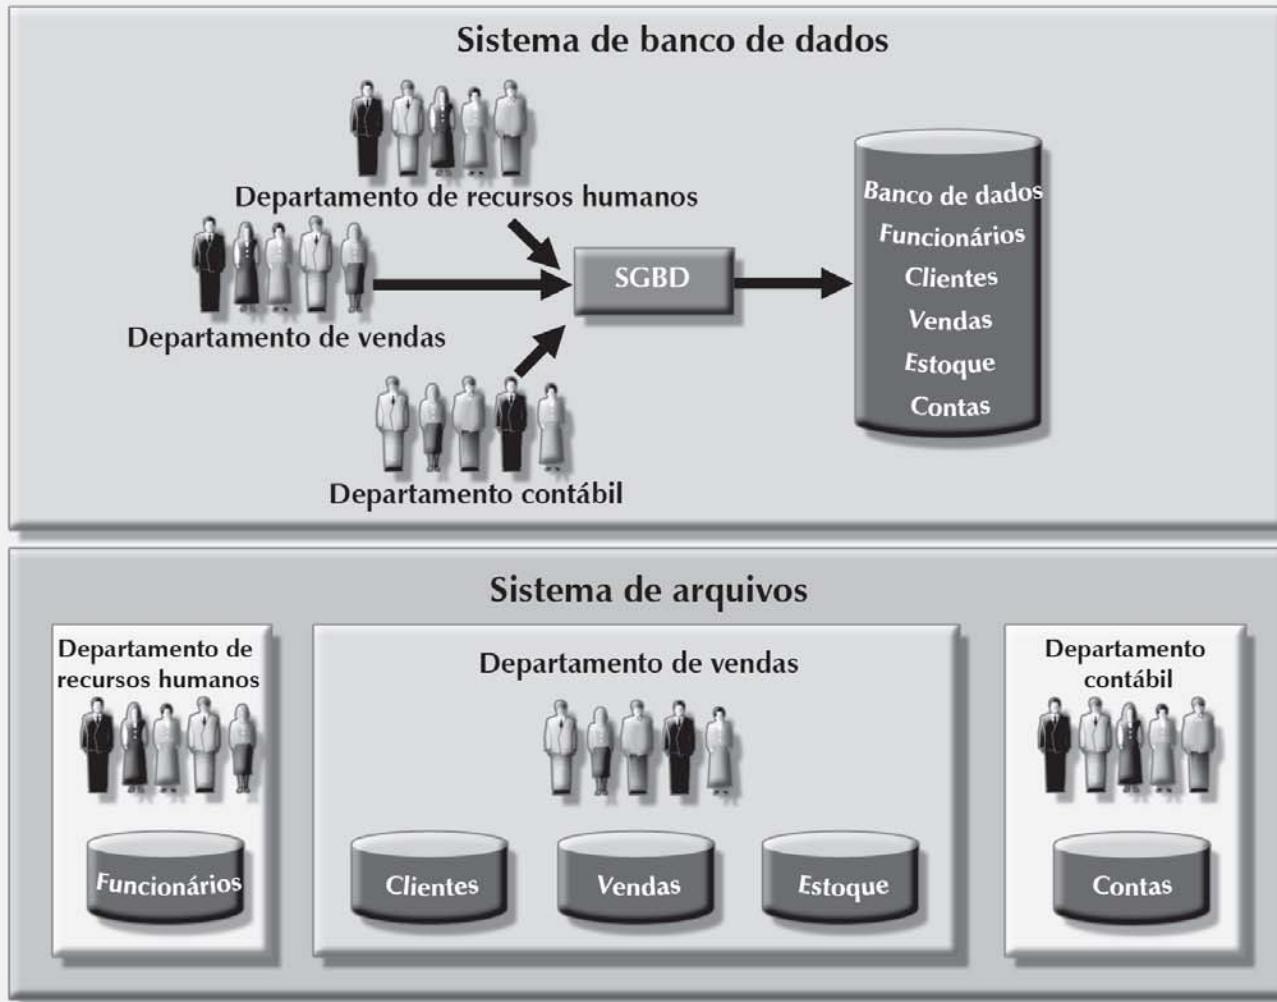 Sistema de banco de dados
Departamento de recursos humanos
Departamento de vendas
Departamento contábil
SGBD
Banco de dados
Funcionários
Clientes
Vendas
Estoque
Contas
Sistema de arquivos
Departamento de
recursos humanos
Funcionários
Departamento de vendas
Clientes
Vendas
Estoque
Departamento
contábil
Contas